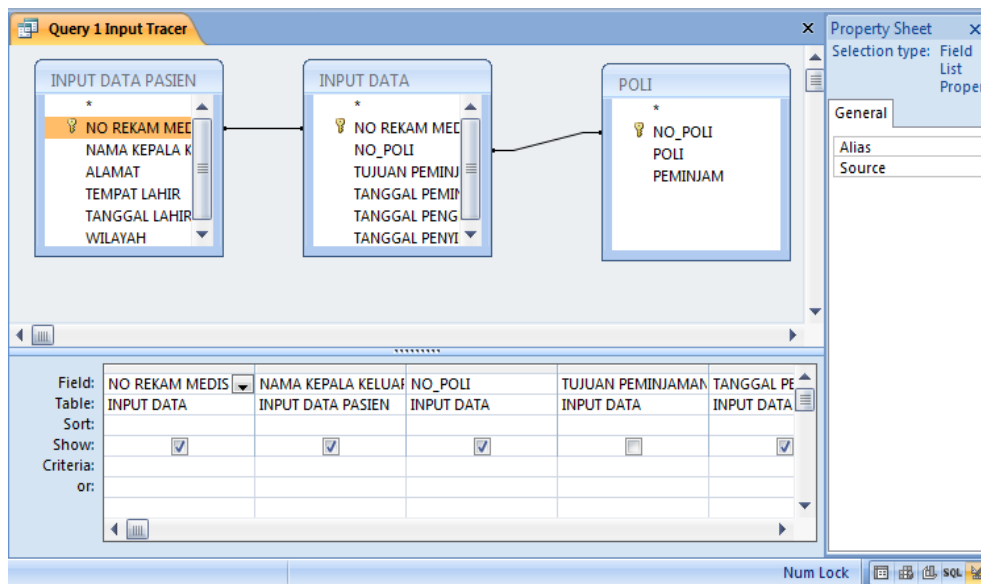 Query 1 Input Tracer
Property Sheet
Selection type: Field
List
Proper
General
Alias
Source
INPUT DATA PASIEN
*
NO REKAM MED
NAMA KEPALA K
ALAMAT
TEMPAT LAHIR
TANGGAL LAHIR
WILAYAH
INPUT DATA
*
NO REKAM MED
NO_POLI
TUJUAN PEMINJ
TANGGAL PEMIN
TANGGAL PENG
TANGGAL PENYI
POLI
*
NO_POLI
POLI
PEMINJAM
Field: NO REKAM MEDIS NAMA KEPALA KELUAR NO_POLI TUJUAN PEMINJAMAN TANGGAL PE
Table: INPUT DATA INPUT DATA PASIEN INPUT DATA INPUT DATA INPUT DATA
Sort:
Show:
Criteria:
or:
Num Lock SQL